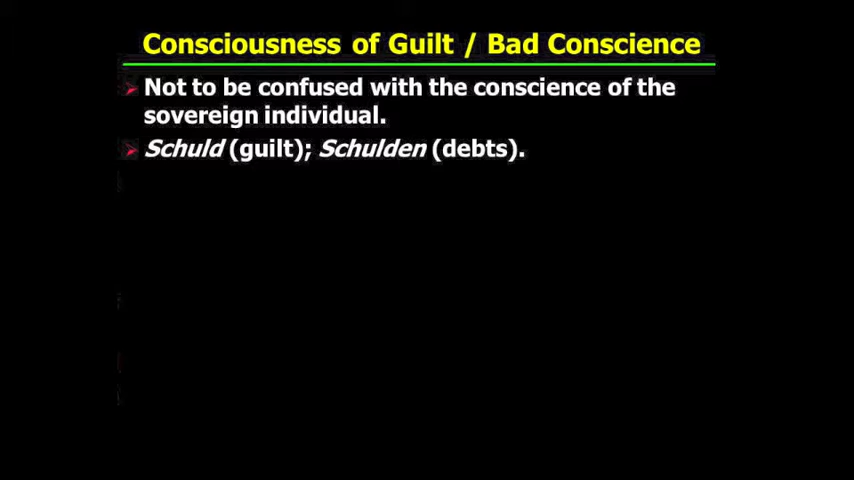 Consciousness of Guilt / Bad Conscience
Not to be confused with the conscience of the
sovereign individual.
Schuld (guilt); Schulden (debts).